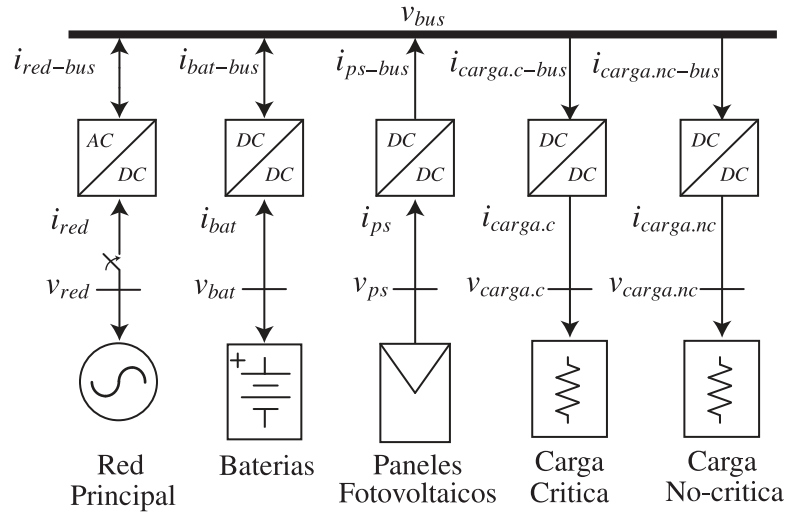 v_bus
i_red−bus i_bat−bus i_ps−bus i_carga.c−bus i_carga.nc−bus
AC DC DC DC DC
DC DC DC DC DC
i_red i_bat i_ps i_carga.c i_carga.nc
v_red v_bat v_ps v_carga.c v_carga.nc
+
Red Baterias Paneles Carga Carga
Principal Fotovoltaicos Critica No-critica